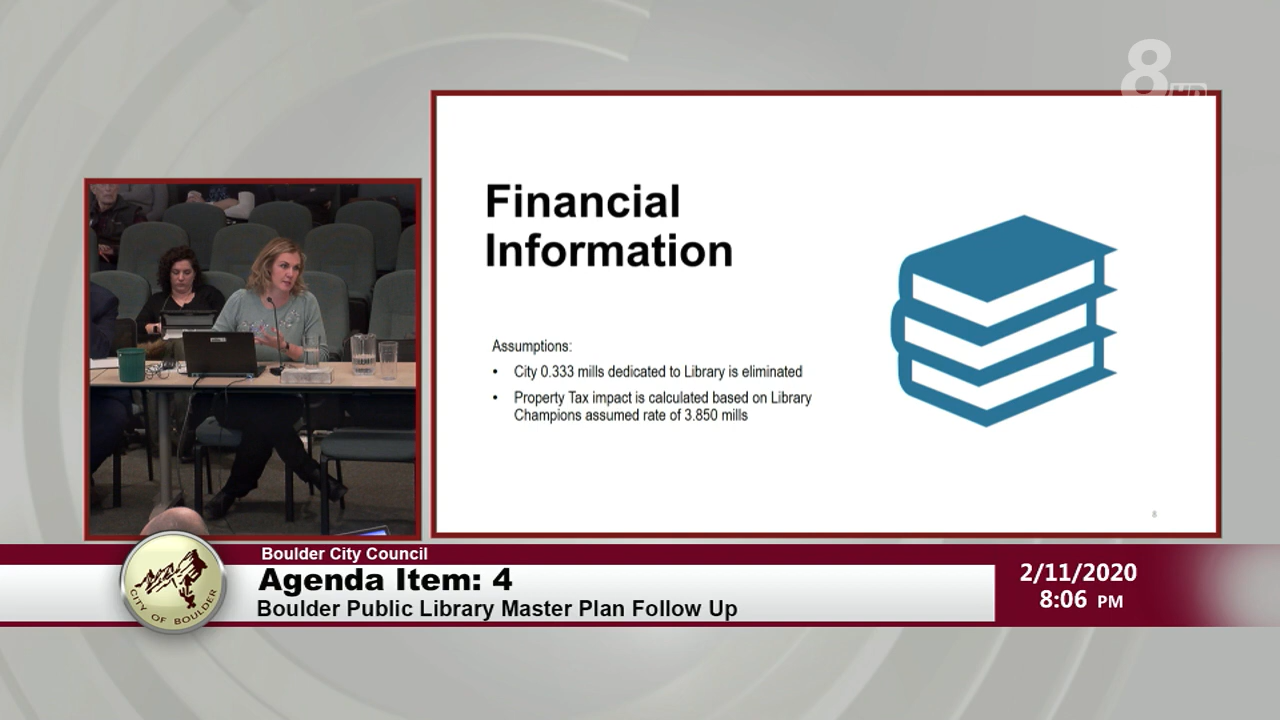 8
HD
Financial
Information
Assumptions:
• City 0.333 mills dedicated to Library is eliminated
• Property Tax impact is calculated based on Library
Champions assumed rate of 3.850 mills
8
Boulder City Council
Agenda Item: 4
Boulder Public Library Master Plan Follow Up
2/11/2020
8:06 PM
CITY OF BOULDER